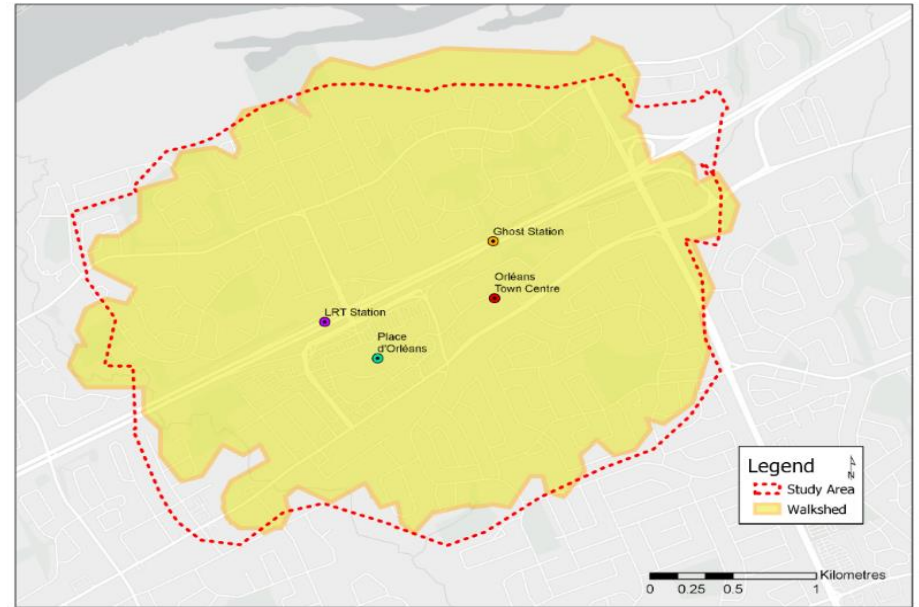 Ghost Station
Orléans
Town Centre
LRT Station
Place
d'Orléans
Legend
N
Study Area
Walkshed
Kilometres
0 0.25 0.5 1